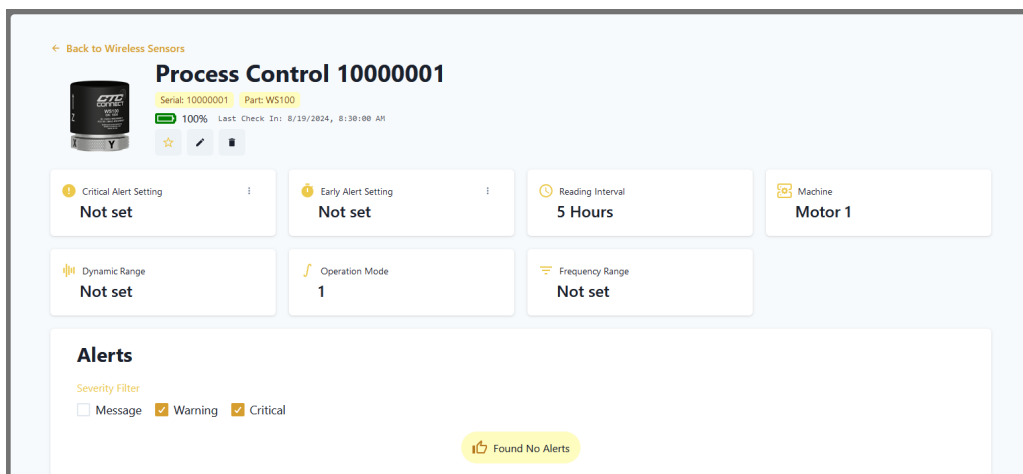 ← Back to Wireless Sensors
Process Control 10000001
Serial: 10000001 Part: WS100
100% Last Check In: 8/19/2024, 8:30:00 AM
CTC
CONNECT
WS100
Z
X Y
Critical Alert Setting
Not set
Early Alert Setting
Not set
Reading Interval
5 Hours
Machine
Motor 1
Dynamic Range
Not set
Operation Mode
1
Frequency Range
Not set
Alerts
Severity Filter
Message Warning Critical
Found No Alerts